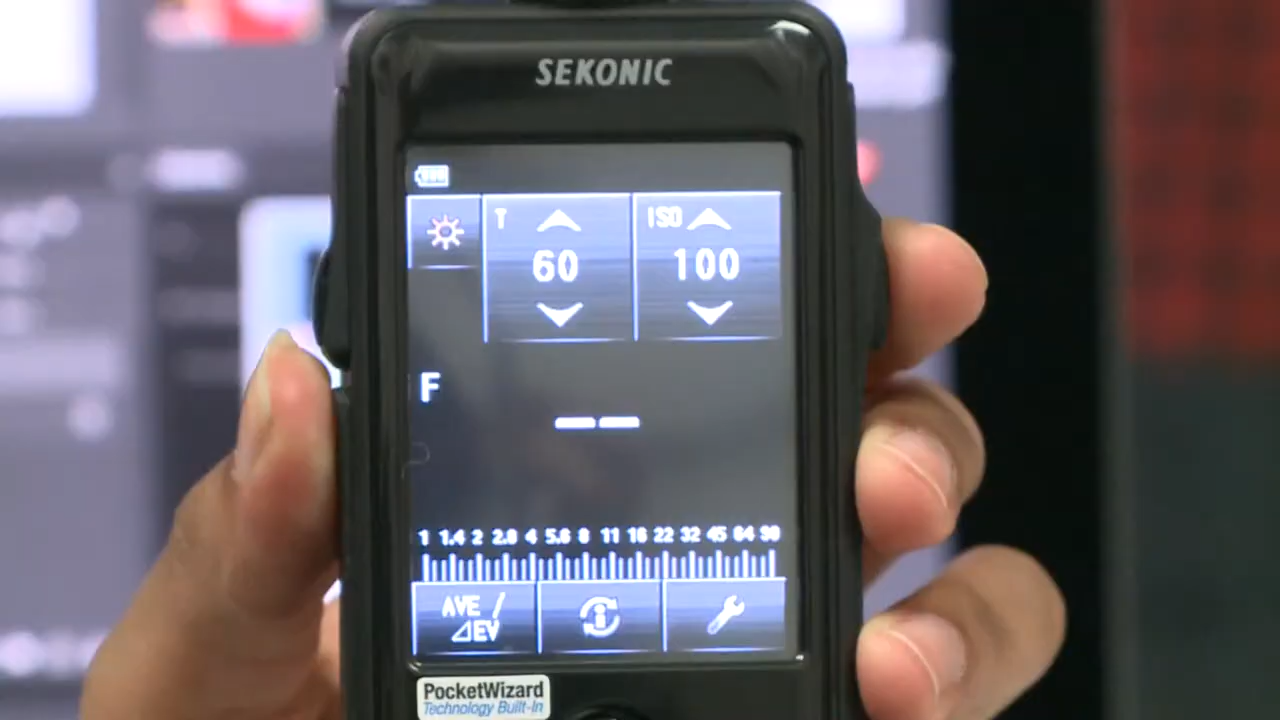 SEKONIC
T
60
ISO
100
F
1 1.4 2 2.8 4 5.6 8 11 16 22 32 45 64 90
AVE /
⊿EV
PocketWizard
Technology Built-In